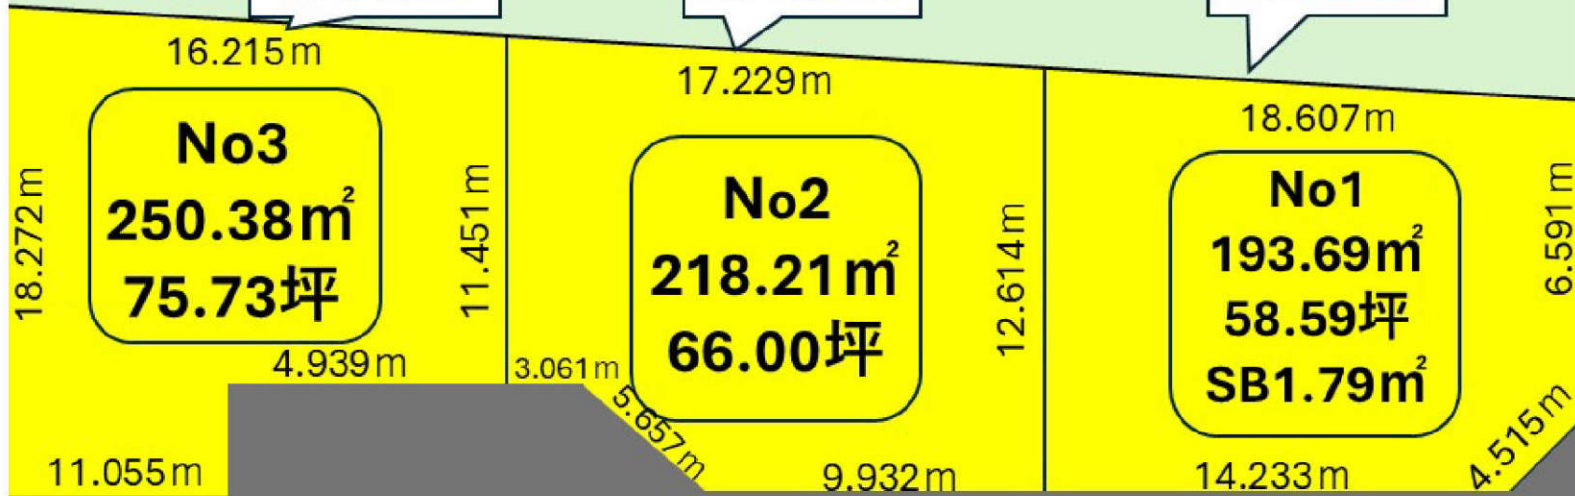 16.215m
No3
250.38㎡
75.73坪
18.272m
11.451m
4.939m
11.055m
17.229m
No2
218.21㎡
66.00坪
12.614m
3.061m
5.657m
9.932m
18.607m
No1
193.69㎡
58.59坪
SB1.79㎡
6.591m
4.515m
14.233m